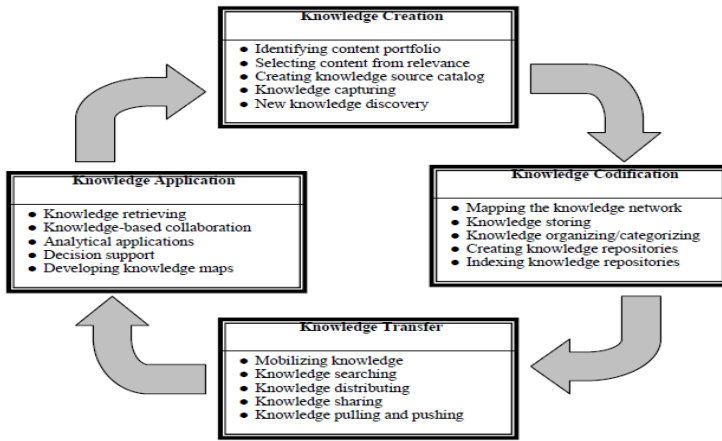 Knowledge Creation
● Identifying content portfolio
● Selecting content from relevance
● Creating knowledge source catalog
● Knowledge capturing
● New knowledge discovery
Knowledge Application
● Knowledge retrieving
● Knowledge-based collaboration
● Analytical applications
● Decision support
● Developing knowledge maps
Knowledge Codification
● Mapping the knowledge network
● Knowledge storing
● Knowledge organizing/categorizing
● Creating knowledge repositories
● Indexing knowledge repositories
Knowledge Transfer
● Mobilizing knowledge
● Knowledge searching
● Knowledge distributing
● Knowledge sharing
● Knowledge pulling and pushing